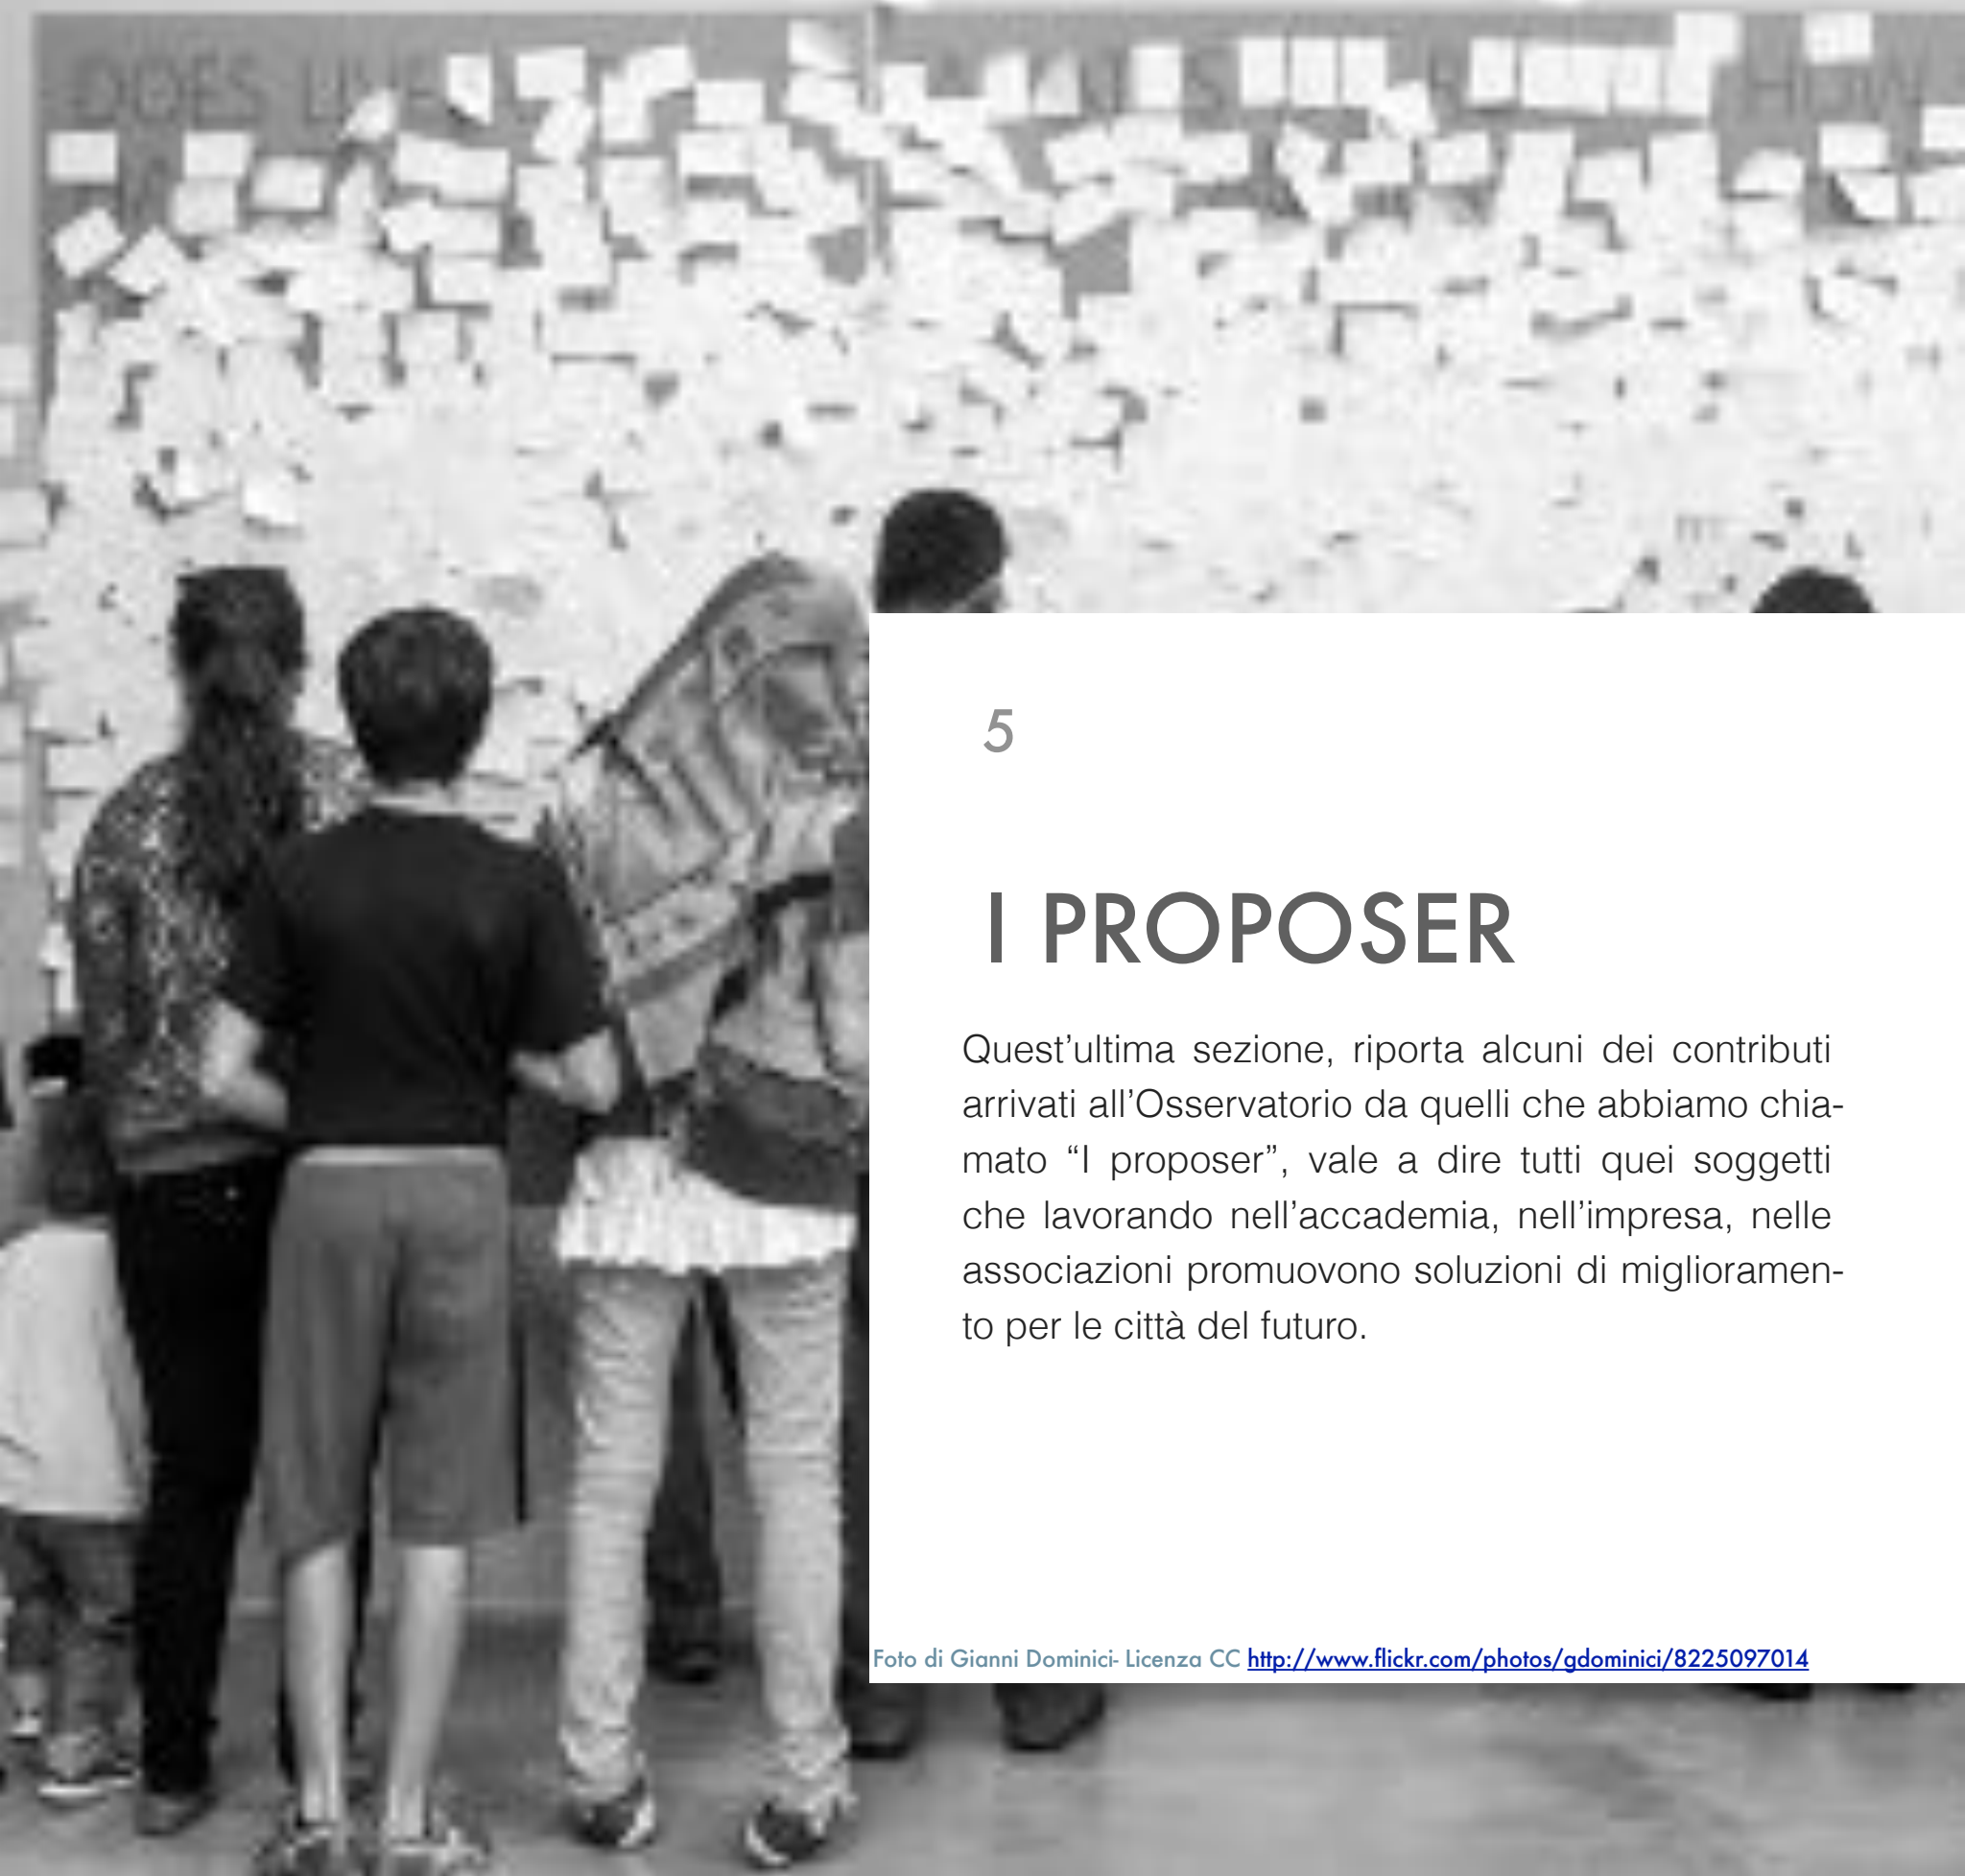 DOES
5
I PROPOSER
Quest’ultima sezione, riporta alcuni dei contributi
arrivati all’Osservatorio da quelli che abbiamo chia-
mato “I proposer”, vale a dire tutti quei soggetti
che lavorando nell’accademia, nell’impresa, nelle
associazioni promuovono soluzioni di miglioramen-
to per le città del futuro.
Foto di Gianni Dominici- Licenza CC http://www.flickr.com/photos/gdominici/8225097014